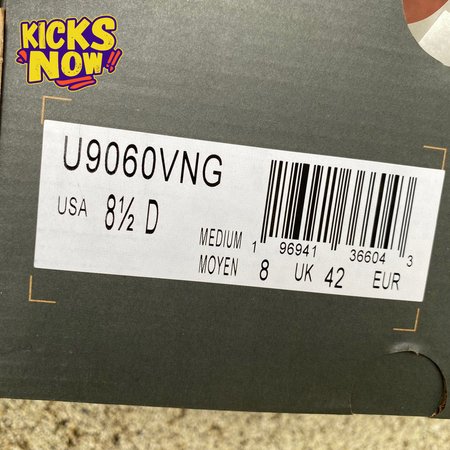 KICKS
NOW!!
U9060VNG
USA 8½ D
MEDIUM 1 96941 36604 3
MOYEN 8 UK 42 EUR